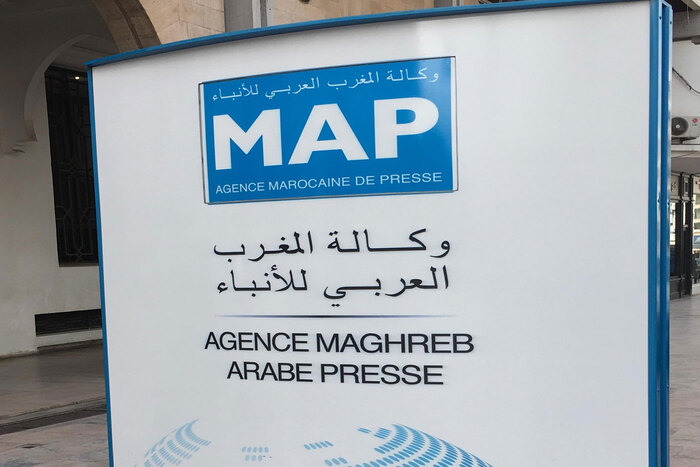 وكالة المغرب العربي للأنباء
MAP
AGENCE MAROCAINE DE PRESSE
وكالة المغرب
العربي للأنباء
AGENCE MAGHREB
ARABE PRESSE